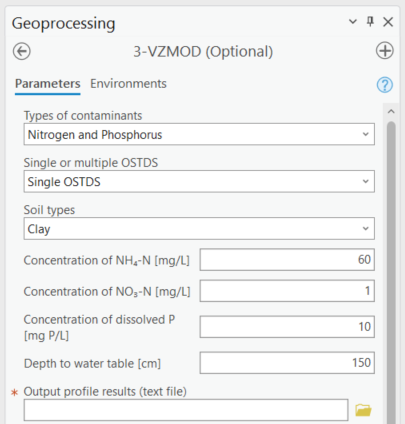 Geoprocessing
3-VZMOD (Optional)
Parameters Environments
Types of contaminants
Nitrogen and Phosphorus
Single or multiple OSTDS
Single OSTDS
Soil types
Clay
Concentration of NH₄-N [mg/L] 60
Concentration of NO₃-N [mg/L] 1
Concentration of dissolved P
[mg P/L] 10
Depth to water table [cm] 150
* Output profile results (text file)